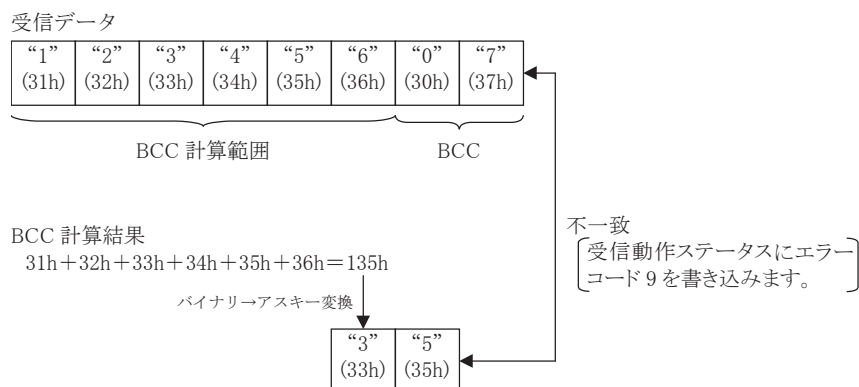 受信データ
“1” “2” “3” “4” “5” “6” “0” “7”
(31h) (32h) (33h) (34h) (35h) (36h) (30h) (37h)
BCC 計算範囲 BCC
不一致
受信動作ステータスにエラー
コード 9 を書き込みます。
BCC 計算結果
31h+32h+33h+34h+35h+36h=135h
バイナリ→アスキー変換
“3” “5”
(33h) (35h)